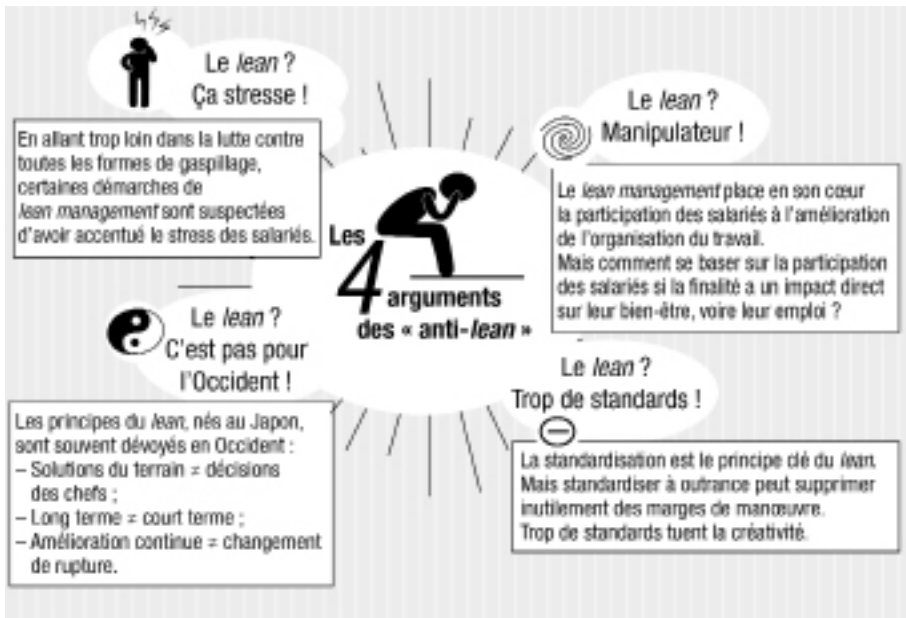 Le lean ?
Ça stresse !
En allant trop loin dans la lutte contre
toutes les formes de gaspillage,
certaines démarches de
lean management sont suspectées
d'avoir accentué le stress des salariés.
Le lean ?
Manipulateur !
Le lean management place en son cœur
la participation des salariés à l'amélioration
de l'organisation du travail.
Mais comment se baser sur la participation
des salariés si la finalité a un impact direct
sur leur bien-être, voire leur emploi ?
Les
4 arguments
des « anti-lean »
Le lean ?
C'est pas pour
l'Occident !
Les principes du lean, nés au Japon,
sont souvent dévoyés en Occident :
– Solutions du terrain ≠ décisions
des chefs ;
– Long terme ≠ court terme ;
– Amélioration continue ≠ changement
de rupture.
Le lean ?
Trop de standards !
La standardisation est le principe clé du lean.
Mais standardiser à outrance peut supprimer
inutilement des marges de manœuvre.
Trop de standards tuent la créativité.